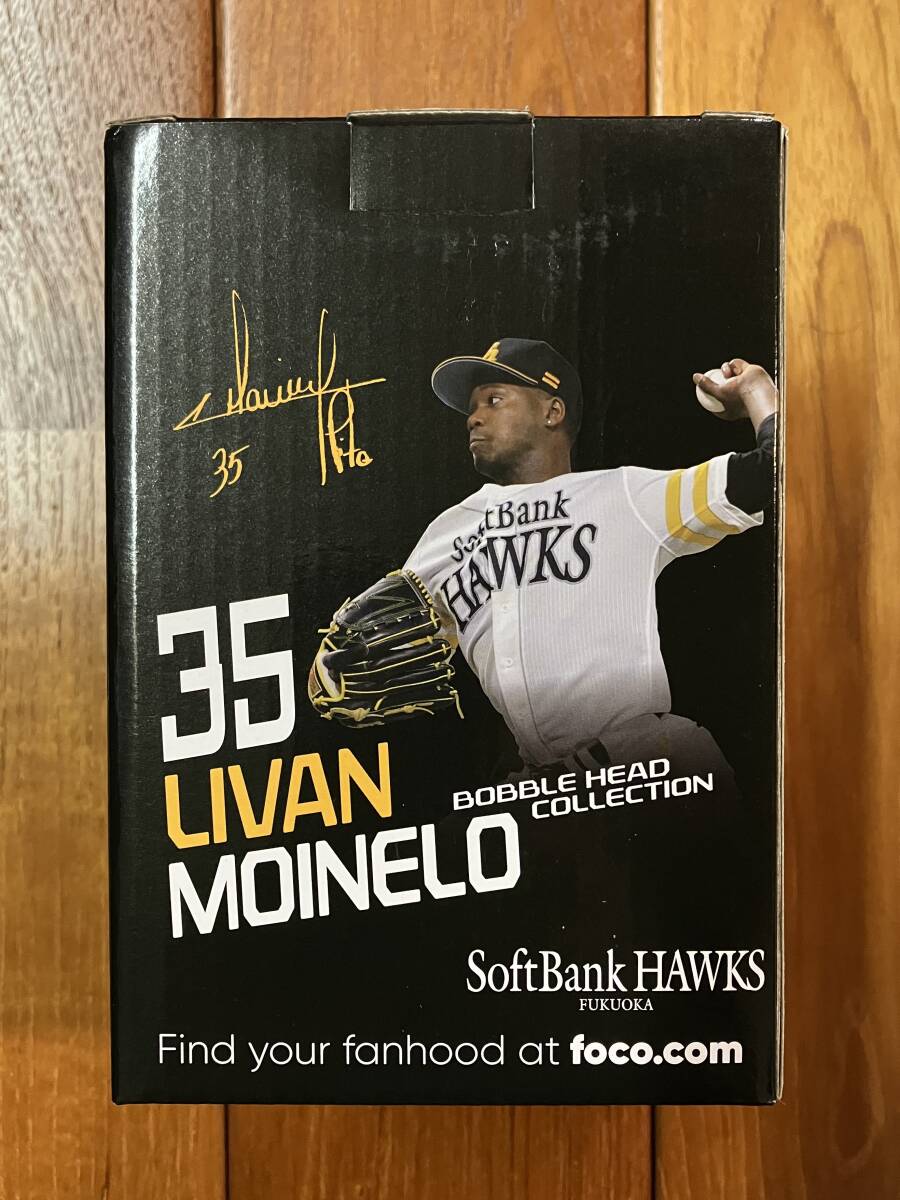 35
SoftBank
HAWKS
35
LIVAN
MOINELO
BOBBLE HEAD
COLLECTION
SoftBank HAWKS
FUKUOKA
Find your fanhood at foco.com